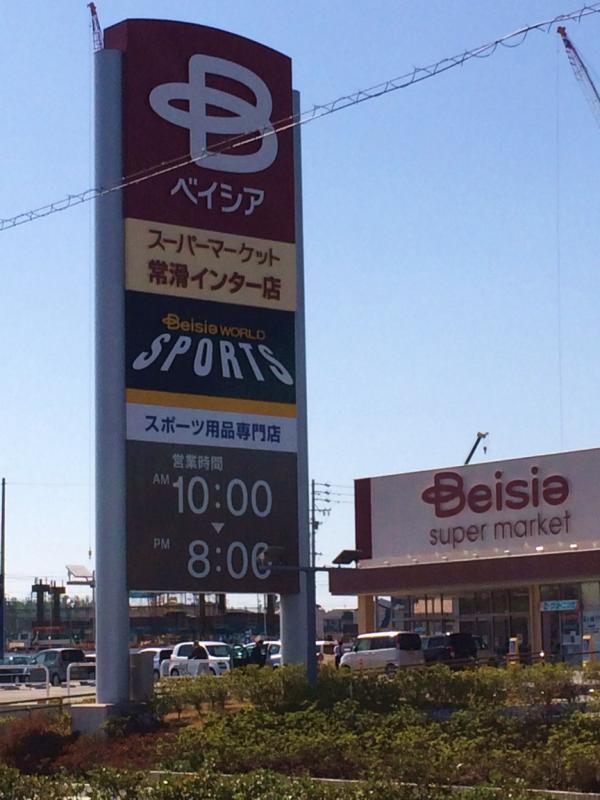 B
ベイシア
スーパーマーケット
常滑インター店
Beisia WORLD
SPORTS
スポーツ用品専門店
営業時間
AM 10:00
PM 8:00
Beisia
super market